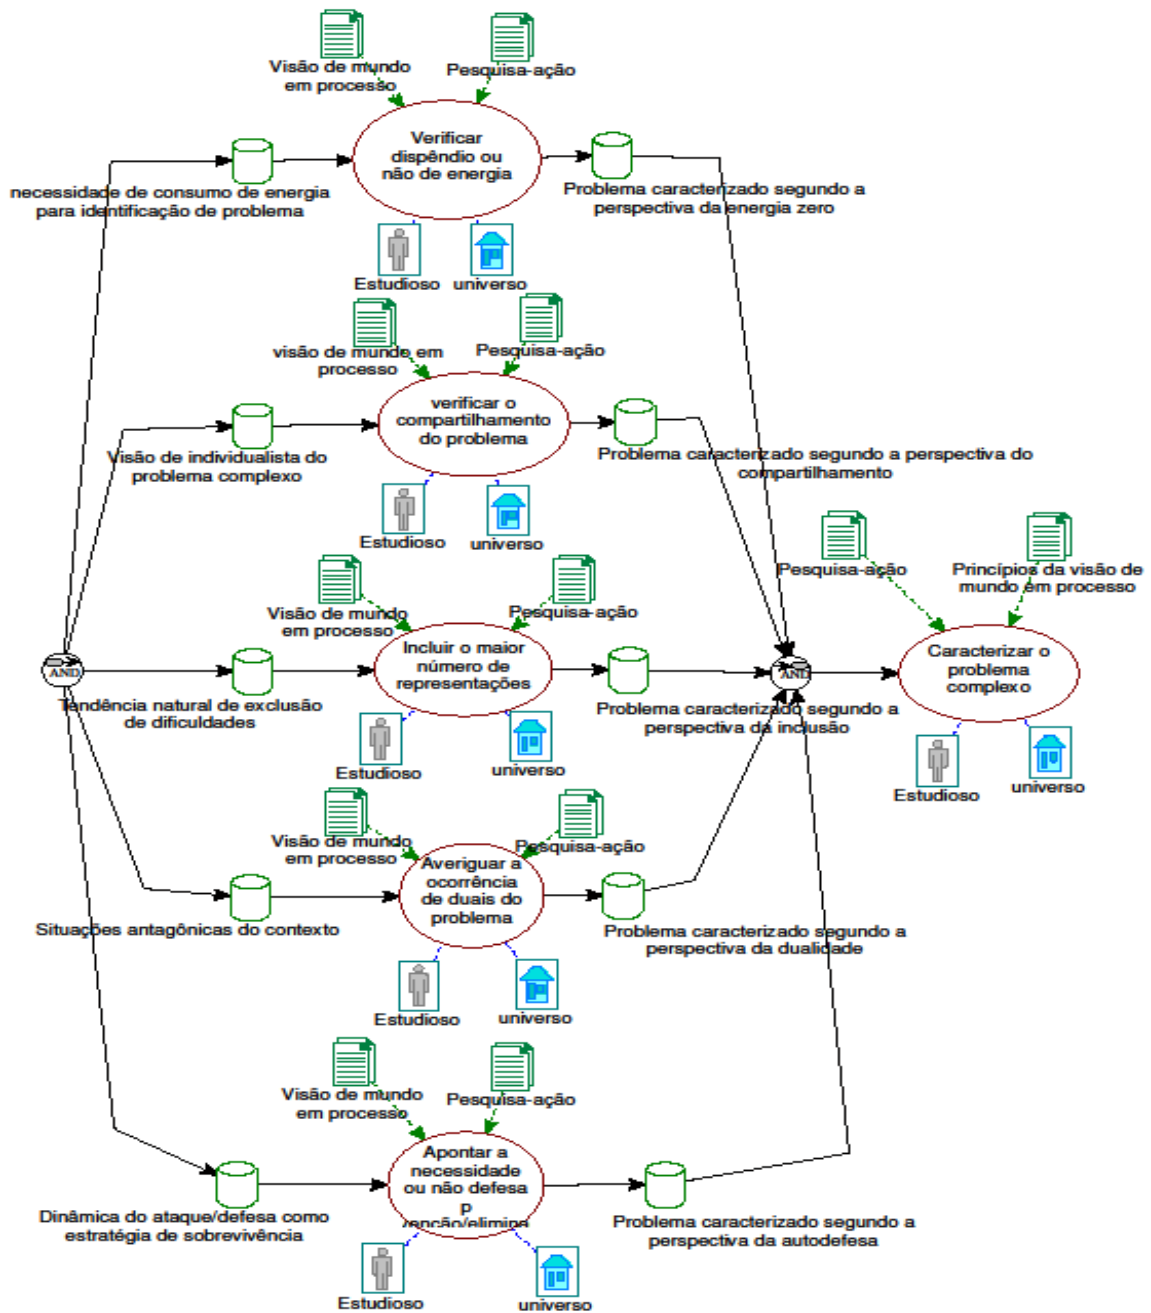 Visão de mundo
em processo
Pesquisa-ação
Verificar
dispêndio ou
não de energia
necessidade de consumo de energia
para identificação de problema
Problema caracterizado segundo a
perspectiva da energia zero
Estudioso
universo
visão de mundo em
processo
Pesquisa-ação
verificar o
compartilhamento
do problema
Visão de individualista do
problema complexo
Problema caracterizado segundo a perspectiva do
compartilhamento
Estudioso
universo
Pesquisa-ação
Princípios da visão de
mundo em processo
Visão de mundo
em processo
Pesquisa-ação
Incluir o maior
número de
representações
Caracterizar o
problema
complexo
AND
AND
Tendência natural de exclusão
de dificuldades
Problema caracterizado segundo a
perspectiva da inclusão
Estudioso
universo
Estudioso
universo
Visão de mundo
em processo
Pesquisa-ação
Averiguar a
ocorrência
de duais do
problema
Situações antagônicas do contexto
Problema caracterizado segundo a
perspectiva da dualidade
Estudioso
universo
Visão de mundo
em processo
Pesquisa-ação
Apontar a
necessidade
ou não defesa
p
Dinâmica do ataque/defesa como
estratégia de sobrevivência
Problema caracterizado segundo a
perspectiva da autodefesa
Estudioso
universo